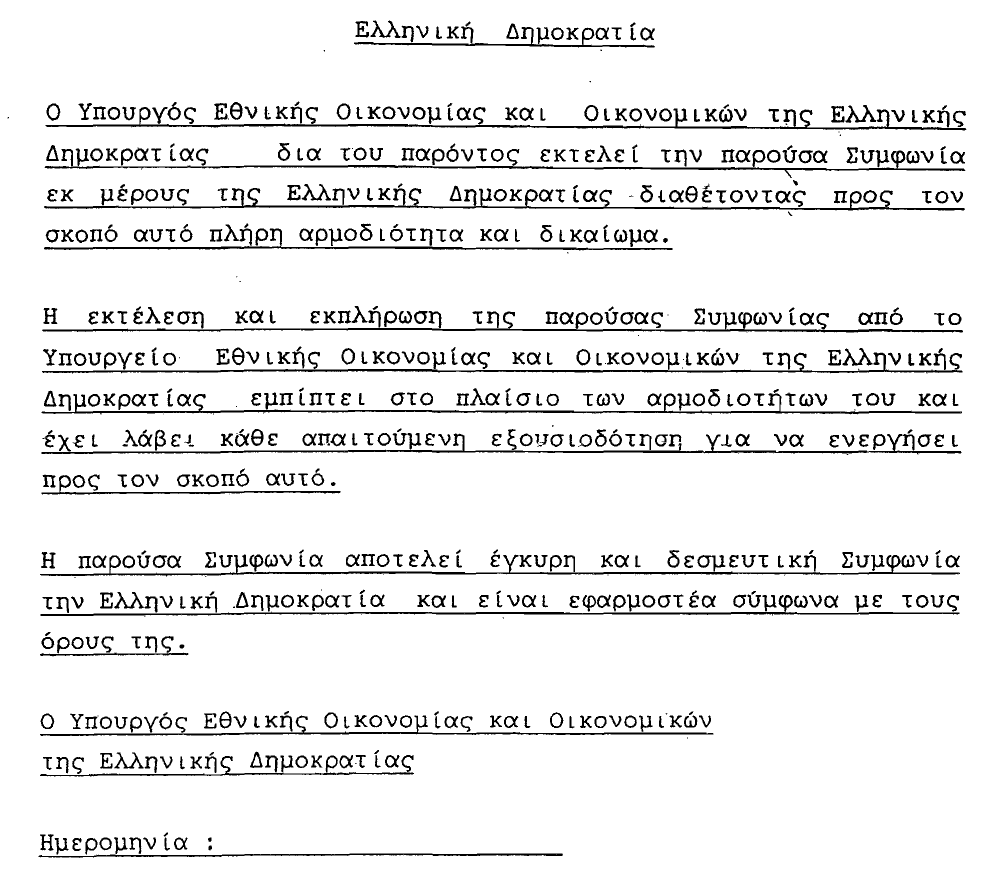 Ελληνική Δημοκρατία
Ο Υπουργός Εθνικής Οικονομίας και Οικονομικών της Ελληνικής
Δημοκρατίας δια του παρόντος εκτελεί την παρούσα Συμφωνία
εκ μέρους της Ελληνικής Δημοκρατίας διαθέτοντας προς τον
σκοπό αυτό πλήρη αρμοδιότητα και δικαίωμα.
Η εκτέλεση και εκπλήρωση της παρούσας Συμφωνίας από το
Υπουργείο Εθνικής Οικονομίας και Οικονομικών της Ελληνικής
Δημοκρατίας εμπίπτει στο πλαίσιο των αρμοδιοτήτων του και
έχει λάβει κάθε απαιτούμενη εξουσιοδότηση για να ενεργήσει
προς τον σκοπό αυτό.
Η παρούσα Συμφωνία αποτελεί έγκυρη και δεσμευτική Συμφωνία
την Ελληνική Δημοκρατία και είναι εφαρμοστέα σύμφωνα με τους
όρους της.
Ο Υπουργός Εθνικής Οικονομίας και Οικονομικών
της Ελληνικής Δημοκρατίας
Ημερομηνία :